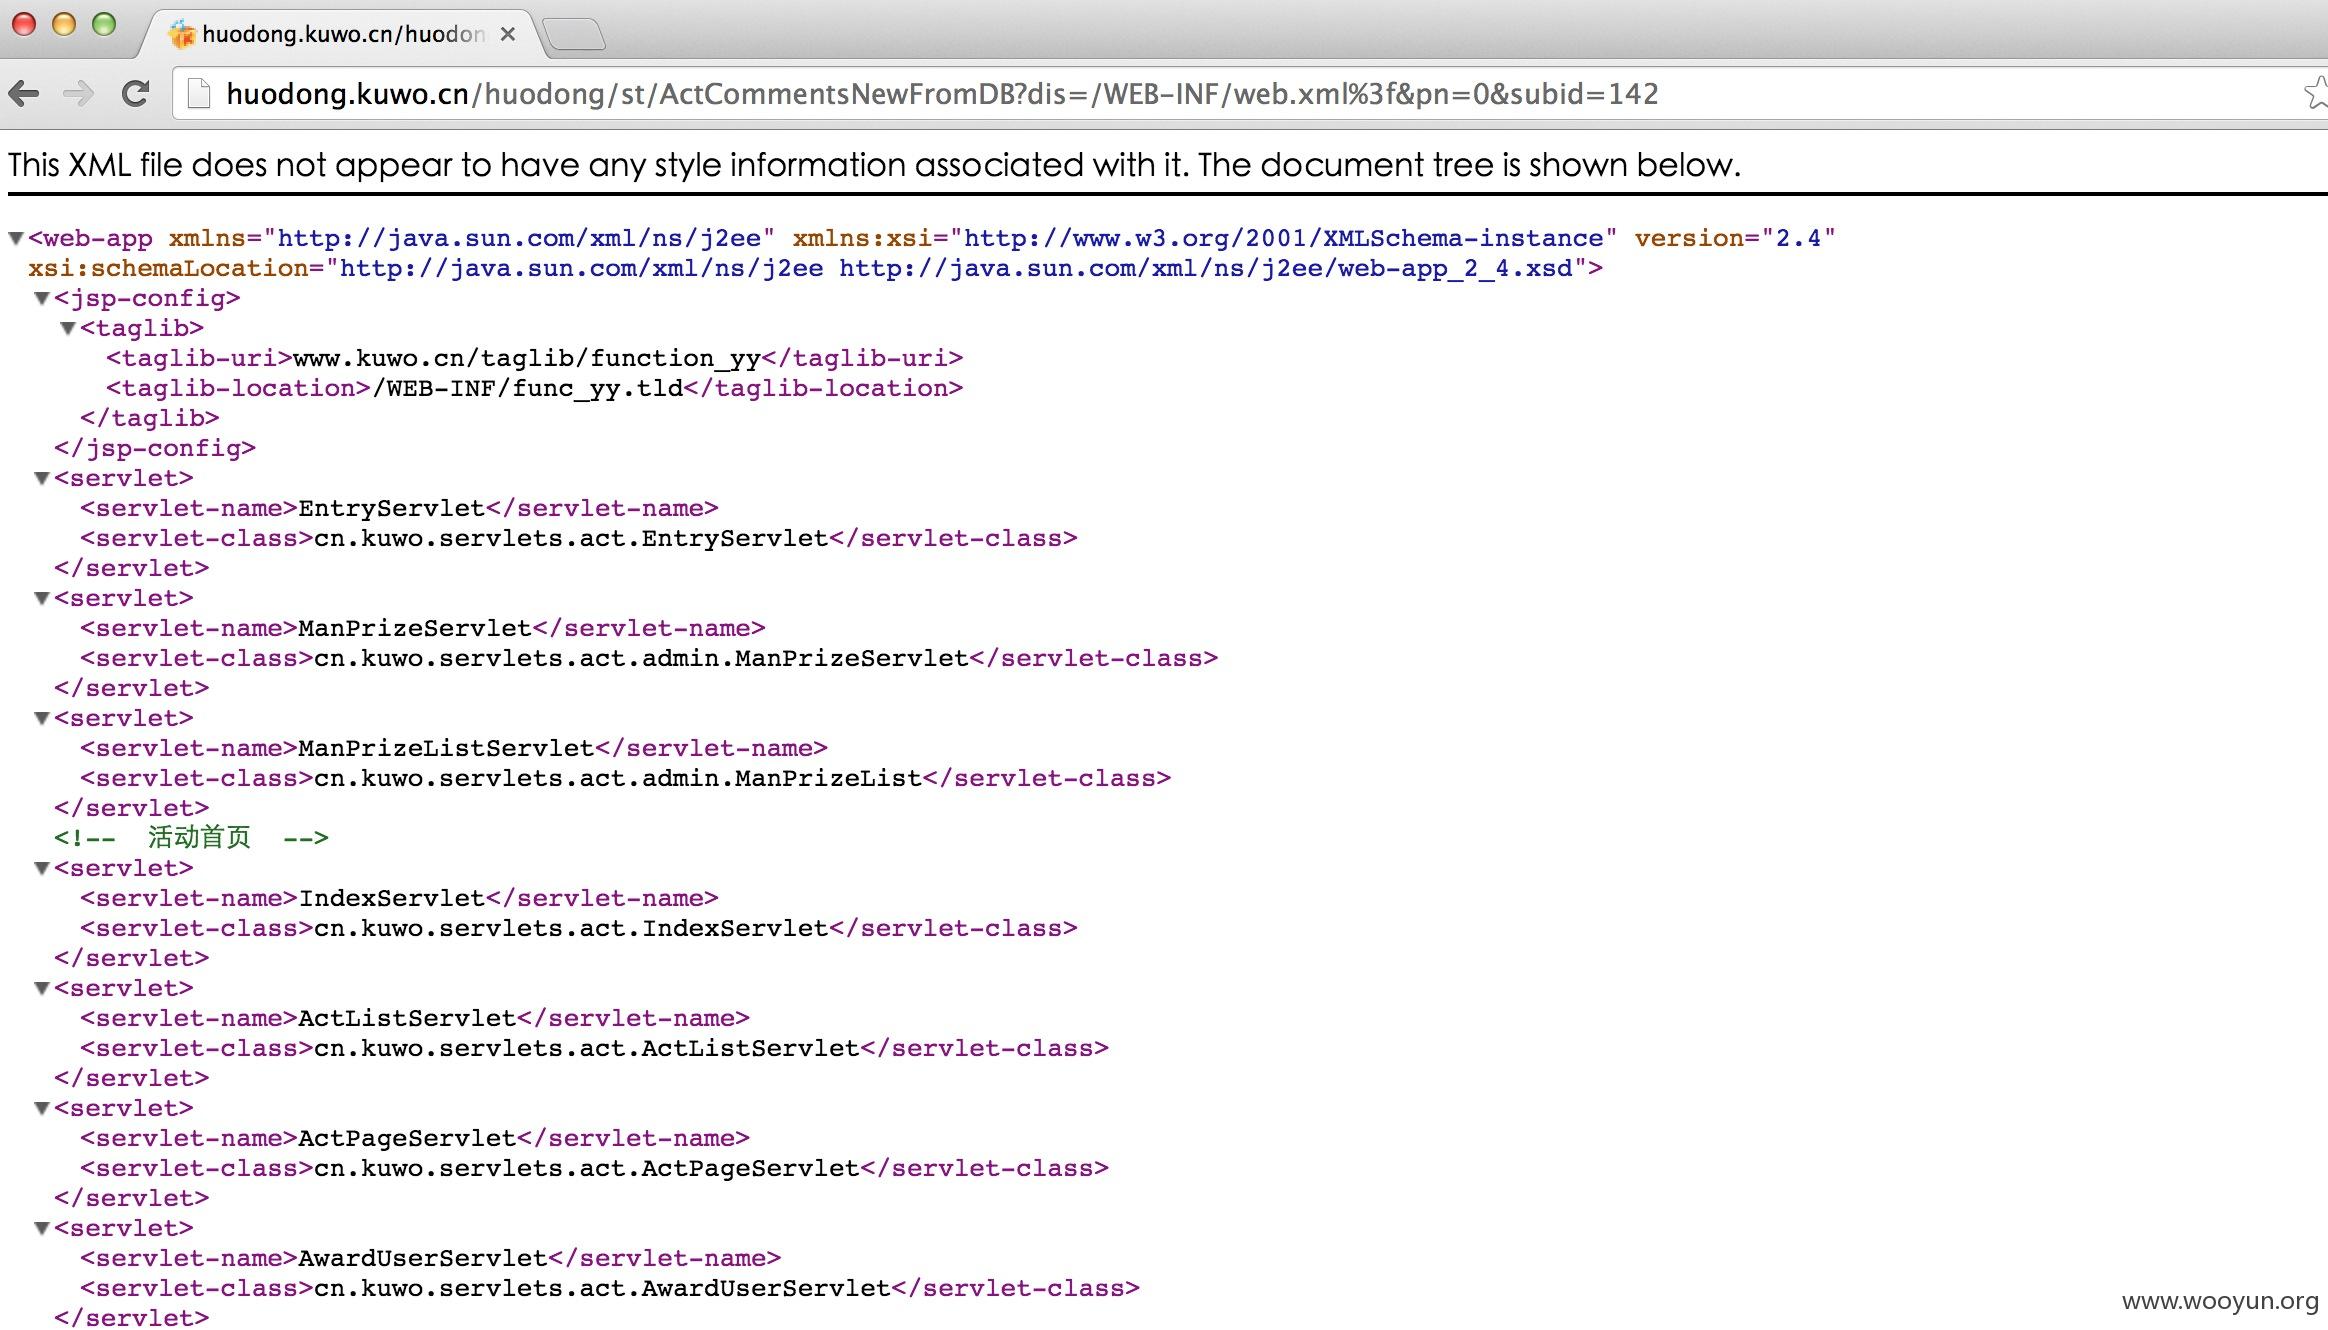 huodong.kuwo.cn/huodon
huodong.kuwo.cn/huodong/st/ActCommentsNewFromDB?dis=/WEB-INF/web.xml%3f&pn=0&subid=142
This XML file does not appear to have any style information associated with it. The document tree is shown below.
<web-app xmlns="http://java.sun.com/xml/ns/j2ee" xmlns:xsi="http://www.w3.org/2001/XMLSchema-instance" version="2.4"
xsi:schemaLocation="http://java.sun.com/xml/ns/j2ee http://java.sun.com/xml/ns/j2ee/web-app_2_4.xsd">
<jsp-config>
<taglib>
<taglib-uri>www.kuwo.cn/taglib/function_yy</taglib-uri>
<taglib-location>/WEB-INF/func_yy.tld</taglib-location>
</taglib>
</jsp-config>
<servlet>
<servlet-name>EntryServlet</servlet-name>
<servlet-class>cn.kuwo.servlets.act.EntryServlet</servlet-class>
</servlet>
<servlet>
<servlet-name>ManPrizeServlet</servlet-name>
<servlet-class>cn.kuwo.servlets.act.admin.ManPrizeServlet</servlet-class>
</servlet>
<servlet>
<servlet-name>ManPrizeListServlet</servlet-name>
<servlet-class>cn.kuwo.servlets.act.admin.ManPrizeList</servlet-class>
</servlet>
<!-- 活动首页 -->
<servlet>
<servlet-name>IndexServlet</servlet-name>
<servlet-class>cn.kuwo.servlets.act.IndexServlet</servlet-class>
</servlet>
<servlet>
<servlet-name>ActListServlet</servlet-name>
<servlet-class>cn.kuwo.servlets.act.ActListServlet</servlet-class>
</servlet>
<servlet>
<servlet-name>ActPageServlet</servlet-name>
<servlet-class>cn.kuwo.servlets.act.ActPageServlet</servlet-class>
</servlet>
<servlet>
<servlet-name>AwardUserServlet</servlet-name>
<servlet-class>cn.kuwo.servlets.act.AwardUserServlet</servlet-class>
</servlet>
www.wooyun.org